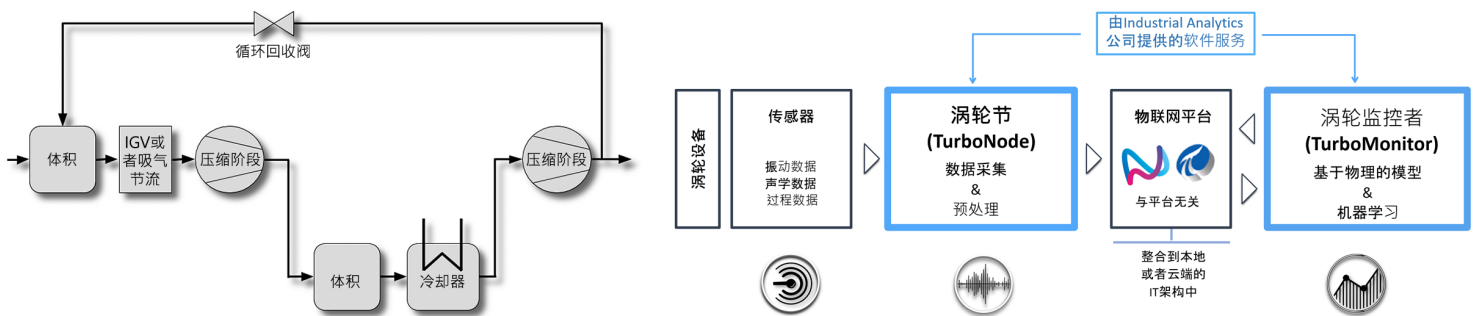 循环回收阀
体积
IGV或
者吸气
节流
压缩阶段
压缩阶段
体积
冷却器
由Industrial Analytics
公司提供的软件服务
涡轮设备
传感器
振动数据
声学数据
过程数据
涡轮节
(TurboNode)
数据采集
&
预处理
物联网平台
与平台无关
整合到本地
或者云端的
IT架构中
涡轮监控者
(TurboMonitor)
基于物理的模型
&
机器学习